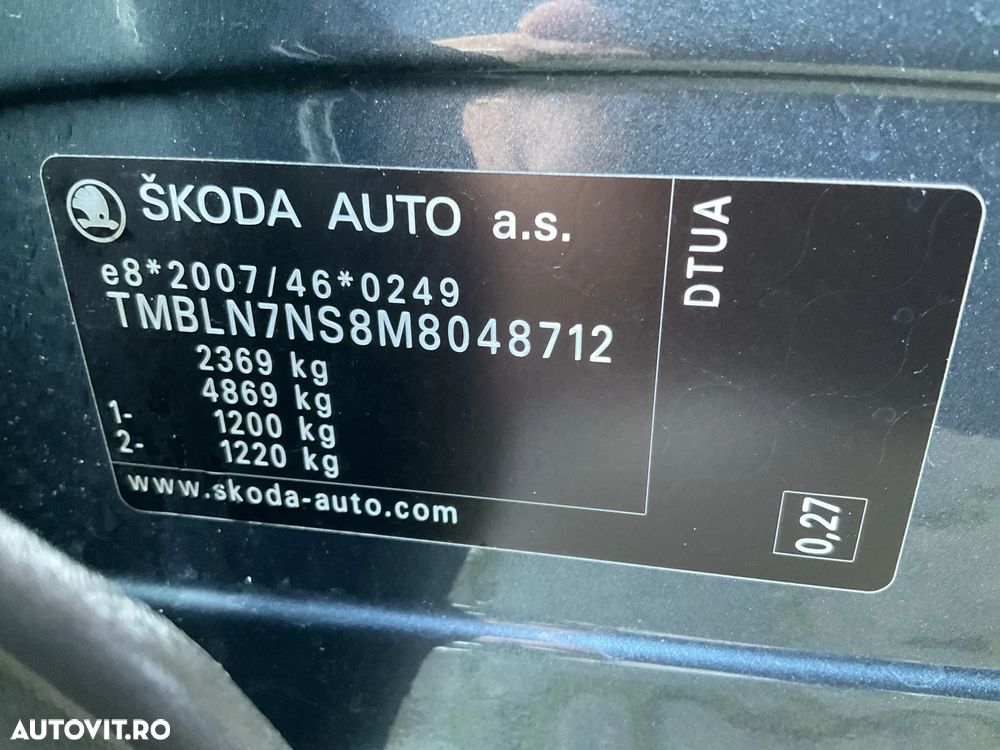 ŠKODA AUTO a.s.
e8*2007/46*0249
TMBLN7NS8M8048712
2369 kg
4869 kg
1- 1200 kg
2- 1220 kg
www.skoda-auto.com
DTUA
0,27
AUTOVIT.RO